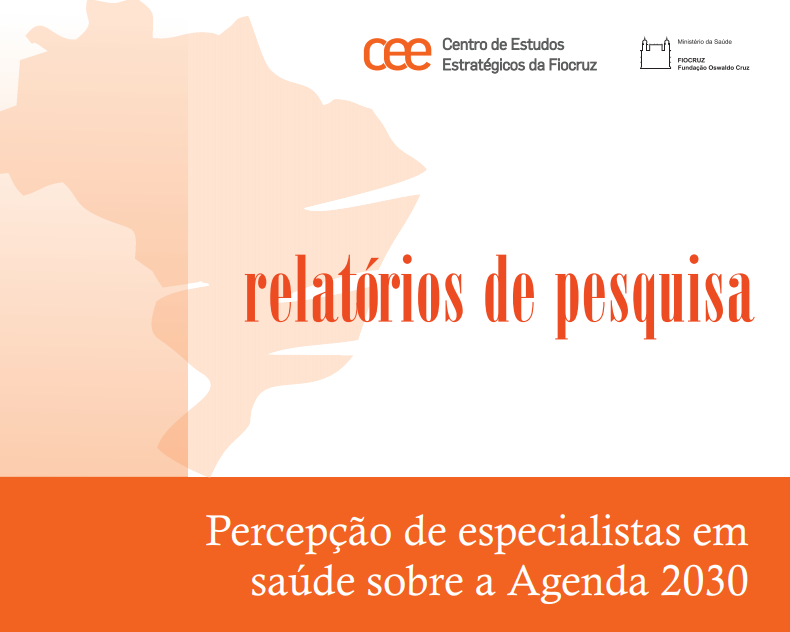 cee
Centro de Estudos
Estratégicos da Fiocruz
Ministério da Saúde
FIOCRUZ
Fundação Oswaldo Cruz
relatórios de pesquisa
Percepção de especialistas em
saúde sobre a Agenda 2030